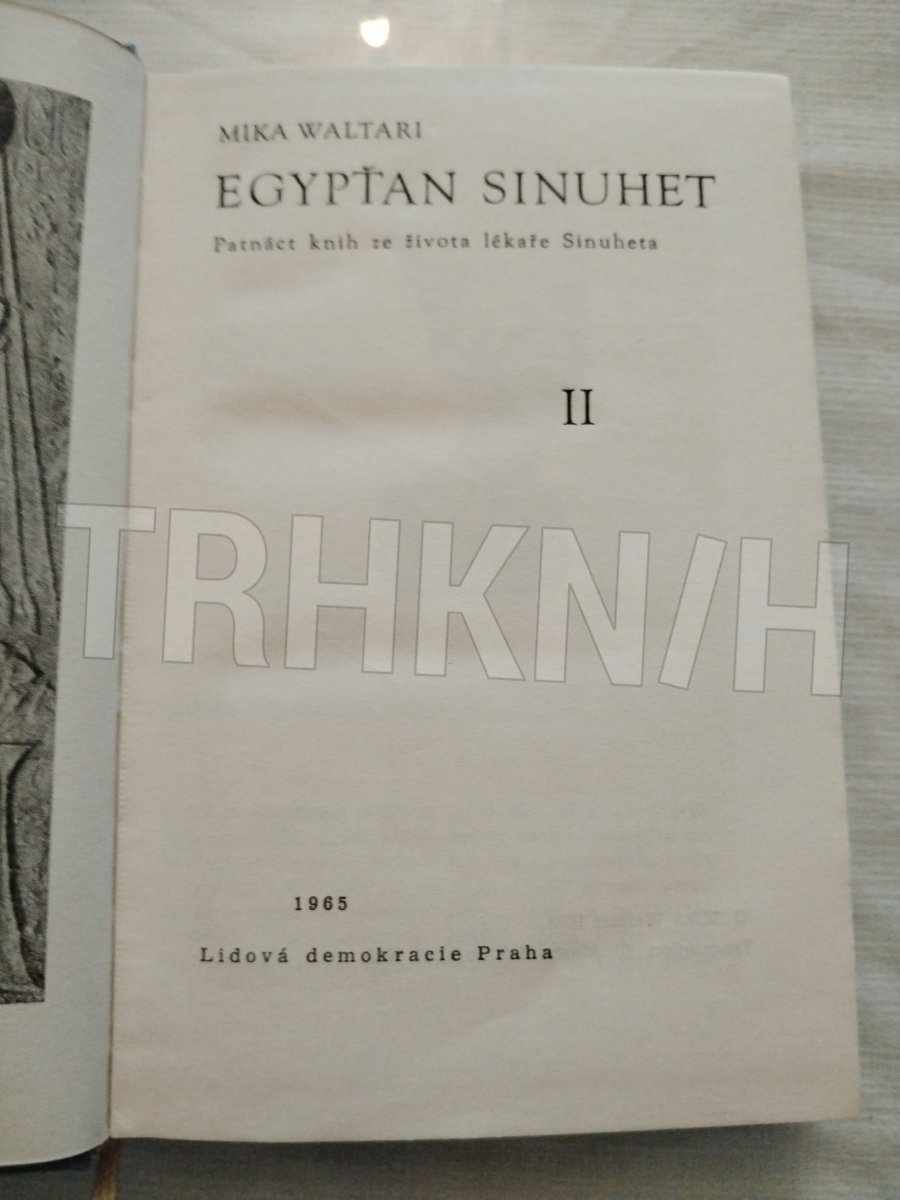 MIKA WALTARI
EGYPŤAN SINUHET
Patnáct knih ze života lékaře Sinuheta
II
TRHKNIH
1965
Lidová demokracie Praha